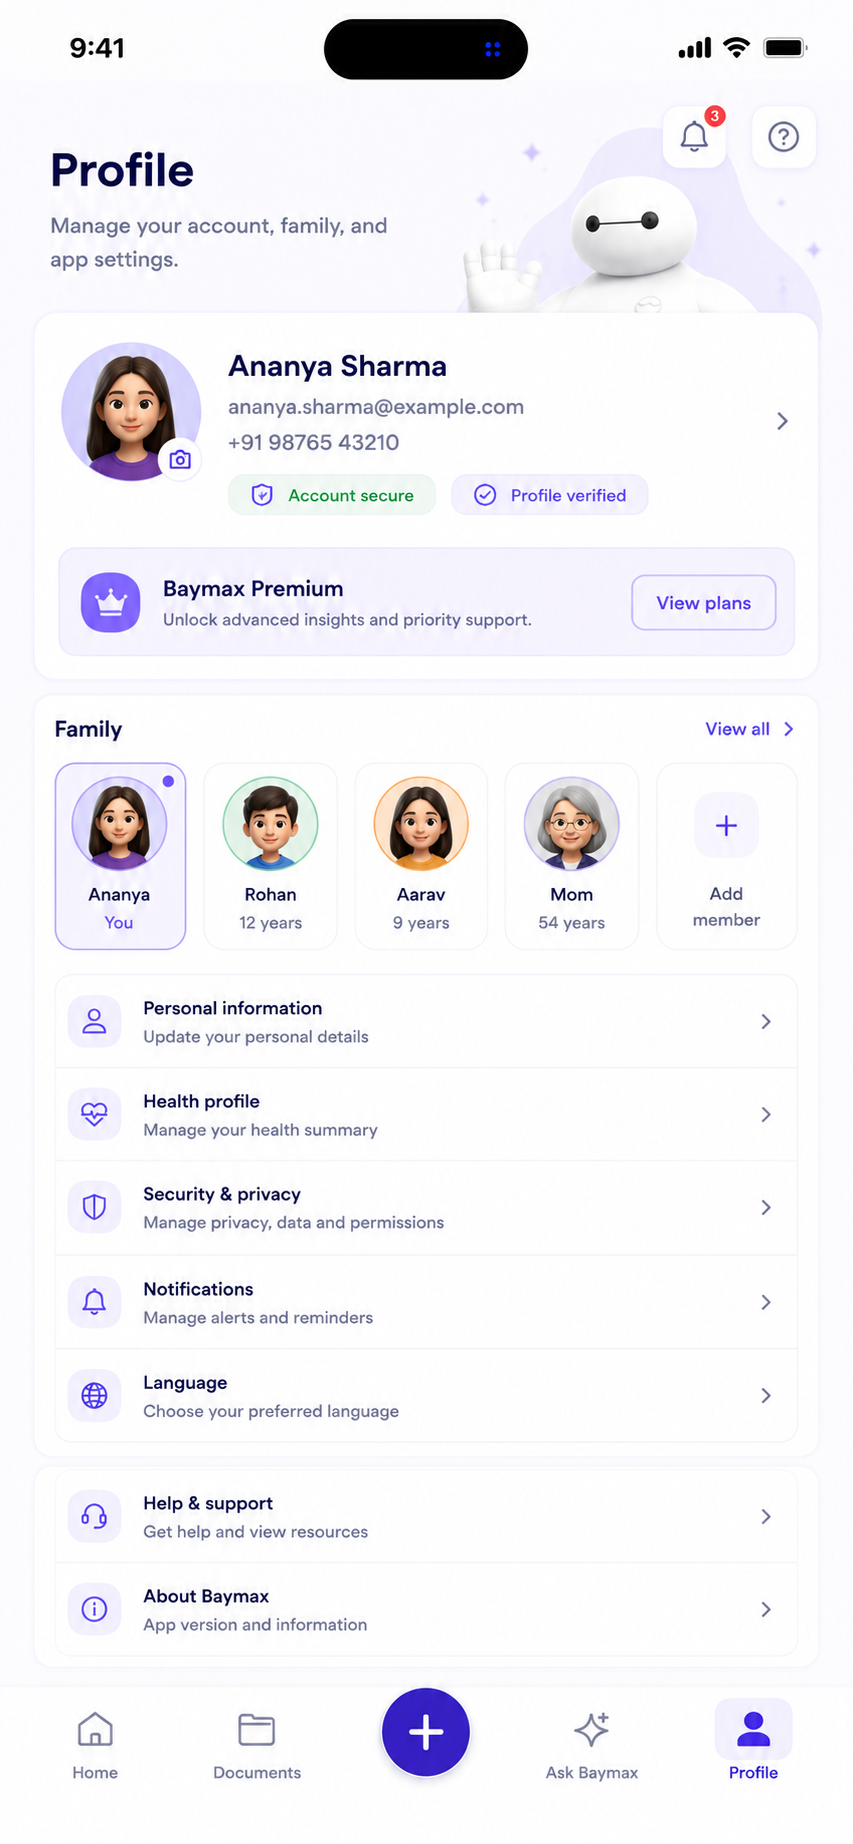 9:41
3
Profile
Manage your account, family, and
app settings.
Ananya Sharma
ananya.sharma@example.com
+91 98765 43210
Account secure
Profile verified
Baymax Premium
Unlock advanced insights and priority support.
View plans
Family
View all
Ananya
You
Rohan
12 years
Aarav
9 years
Mom
54 years
Add
member
Personal information
Update your personal details
Health profile
Manage your health summary
Security & privacy
Manage privacy, data and permissions
Notifications
Manage alerts and reminders
Language
Choose your preferred language
Help & support
Get help and view resources
About Baymax
App version and information
Home
Documents
Ask Baymax
Profile